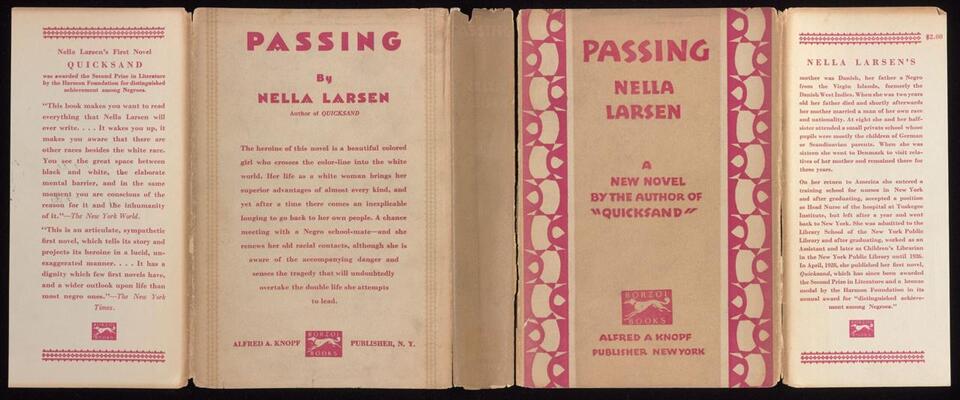 Nella Larsen's First Novel
QUICKSAND
was awarded the Second Prize in Literature
by the Harmon Foundation for distinguished
achievement among Negroes.
"This book makes you want to read
everything that Nella Larsen will
ever write. . . . It wakes you up, it
makes you aware that there are
other races besides the white race.
You see the great space between
black and white, the elaborate
mental barrier, and in the same
moment you are conscious of the
reason for it and the inhumanity
of it."—The New York World.
"This is an articulate, sympathetic
first novel, which tells its story and
projects its heroine in a lucid, un-
exaggerated manner. . . . It has a
dignity which few first novels have,
and a wider outlook upon life than
most negro ones."—The New York
Times.
PASSING
By
NELLA LARSEN
Author of QUICKSAND
The heroine of this novel is a beautiful colored
girl who crosses the color-line into the white
world. Her life as a white woman brings her
superior advantages of almost every kind, and
yet after a time there comes an inexplicable
longing to go back to her own people. A chance
meeting with a Negro school-mate—and she
renews her old racial contacts, although she is
aware of the accompanying danger and
senses the tragedy that will undoubtedly
overtake the double life she attempts
to lead.
ALFRED A. KNOPF BORZOI BOOKS PUBLISHER, N. Y.
PASSING
PASSING
NELLA
LARSEN
A
NEW NOVEL
BY THE AUTHOR OF
"QUICKSAND"
BORZOI
BOOKS
ALFRED A KNOPF
PUBLISHER NEW YORK
$2.00
NELLA LARSEN'S
mother was Danish, her father a Negro
from the Virgin Islands, formerly the
Danish West Indies. When she was two years
old her father died and shortly afterwards
her mother married a man of her own race
and nationality. At eight she and her half-
sister attended a small private school whose
pupils were mostly the children of German
or Scandinavian parents. When she was
sixteen she went to Denmark to visit rela-
tives of her mother and remained there for
three years.
On her return to America she entered a
training school for nurses in New York
and after graduating, accepted a position
as Head Nurse of the hospital at Tuskegee
Institute, but left after a year and went
back to New York. She was admitted to the
Library School of the New York Public
Library and after graduating, worked as an
Assistant and later as Children's Librarian
in the New York Public Library until 1926.
In April, 1928, she published her first novel,
Quicksand, which has since been awarded
the Second Prize in Literature and a bronze
medal by the Harmon Foundation in its
annual award for "distinguished achieve-
ment among Negroes."